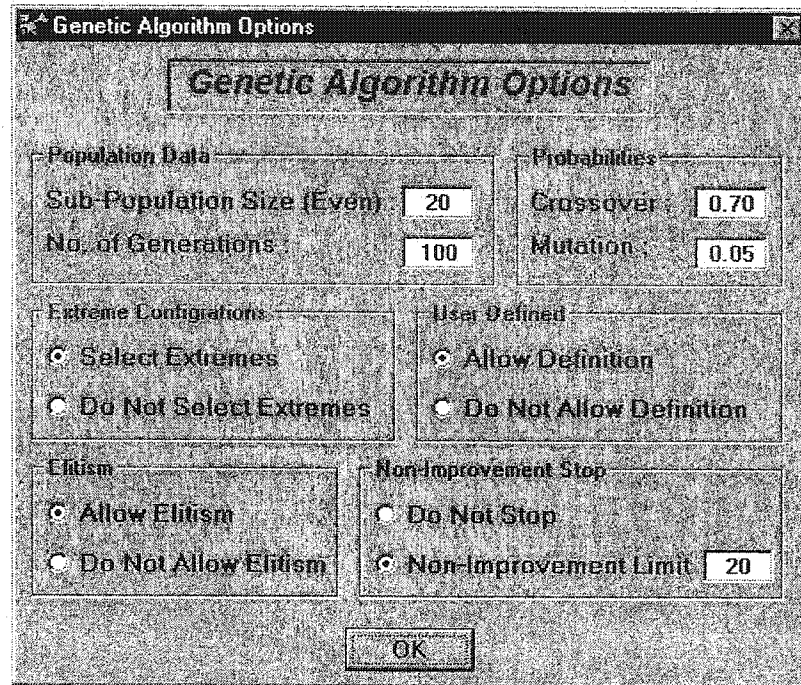 Genetic Algorithm Options
Genetic Algorithm Options
Population Data
Sub-Population Size (Even) : 20
No. of Generations : 100
Probabilities
Crossover : 0.70
Mutation : 0.05
Extreme Configrations
Select Extremes
Do Not Select Extremes
User Defined
Allow Definition
Do Not Allow Definition
Elitism
Allow Elitism
Do Not Allow Elitism
Non-Improvement Stop
Do Not Stop
Non-Improvement Limit 20
OK